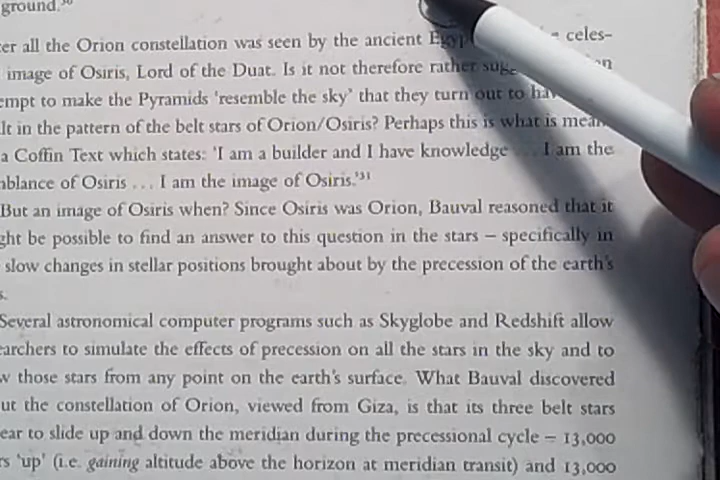 ground.³⁰
er all the Orion constellation was seen by the ancient celes-
image of Osiris, Lord of the Duat. Is it not therefore rather
empt to make the Pyramids 'resemble the sky' that they turn out to
lt in the pattern of the belt stars of Orion/Osiris? Perhaps this is what is
a Coffin Text which states: 'I am a builder and I have knowledge ... I am the
blance of Osiris ... I am the image of Osiris.'³¹
But an image of Osiris when? Since Osiris was Orion, Bauval reasoned that it
ght be possible to find an answer to this question in the stars – specifically in
slow changes in stellar positions brought about by the precession of the earth's
s.
Several astronomical computer programs such as Skyglobe and Redshift allow
earchers to simulate the effects of precession on all the stars in the sky and to
w those stars from any point on the earth's surface. What Bauval discovered
ut the constellation of Orion, viewed from Giza, is that its three belt stars
ear to slide up and down the meridian during the precessional cycle – 13,000
rs 'up' (i.e. gaining altitude above the horizon at meridian transit) and 13,000